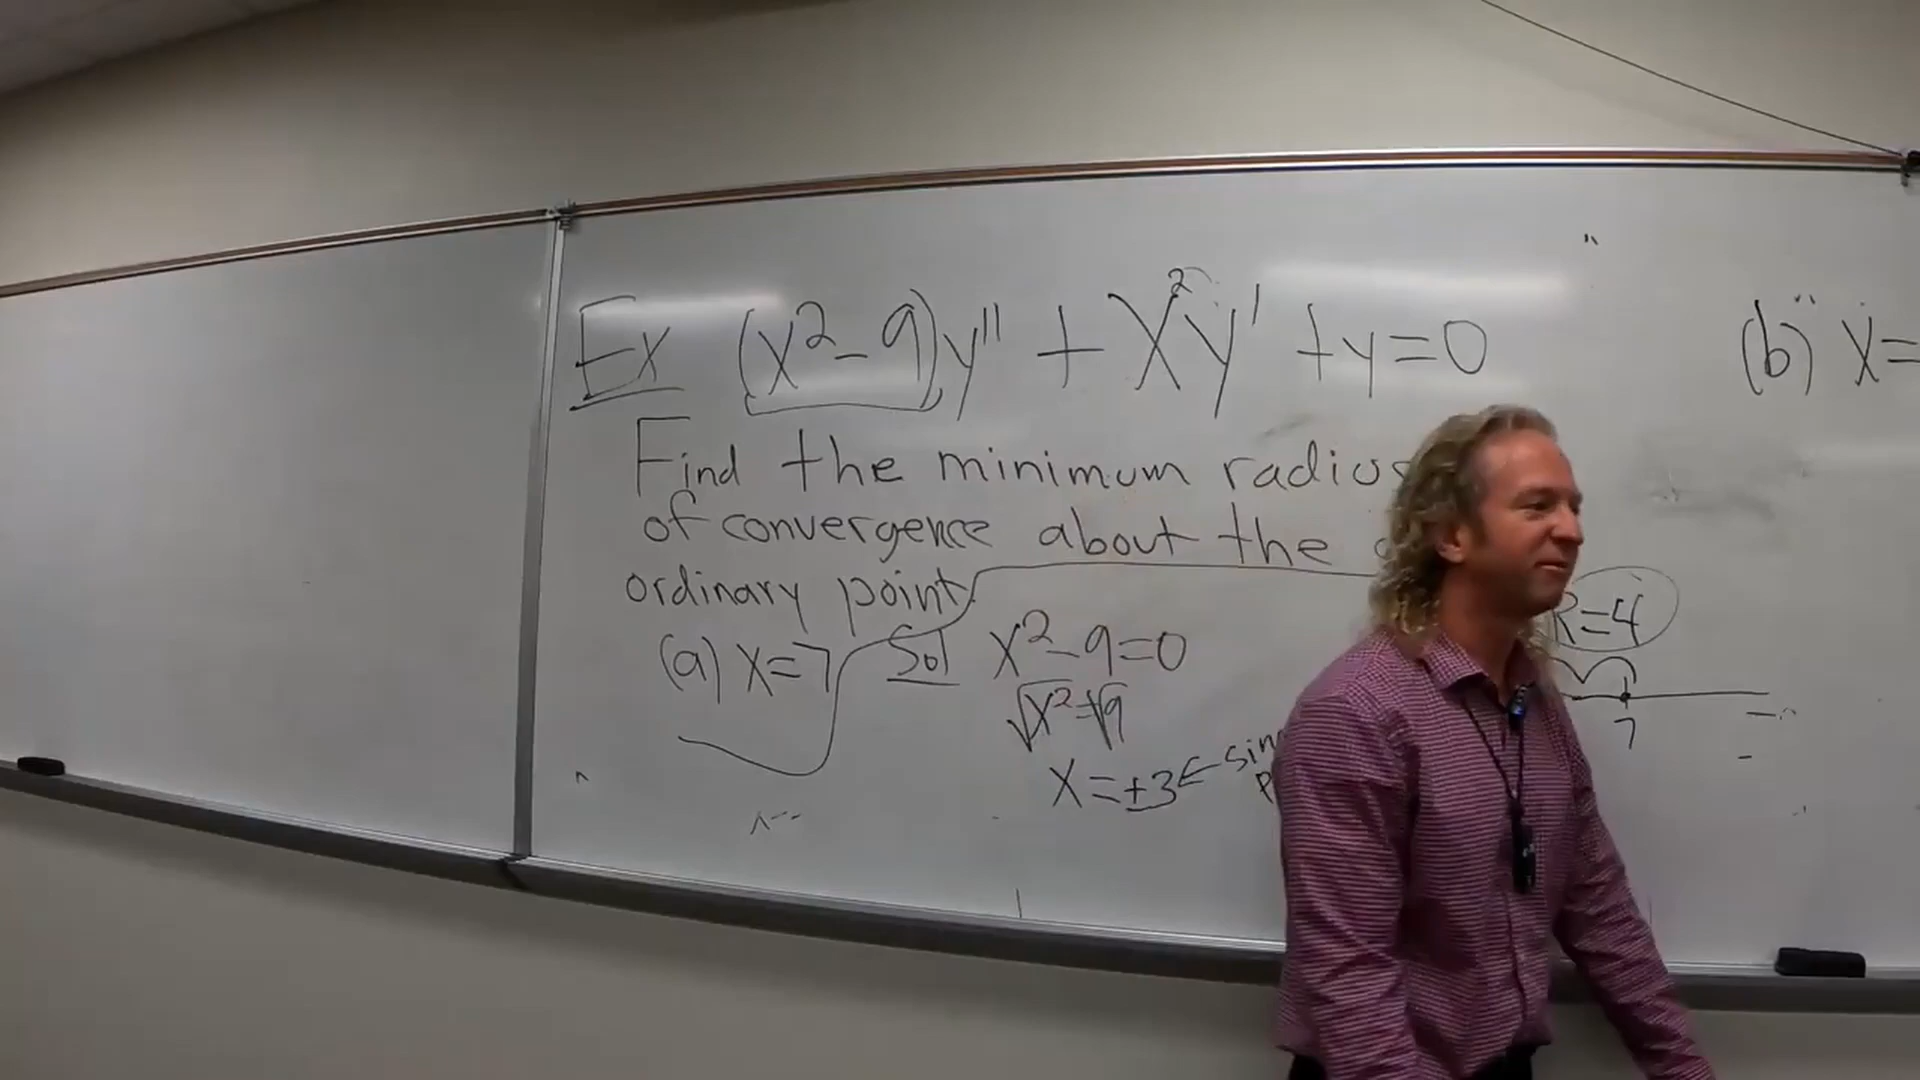 Ex (x²-9)y'' + x²y' + y = 0
Find the minimum radius
of convergence about the
ordinary point
(a) x=7
Sol x²-9=0
√x²=√9
x=±3 ←
R=4
7
(b) x=